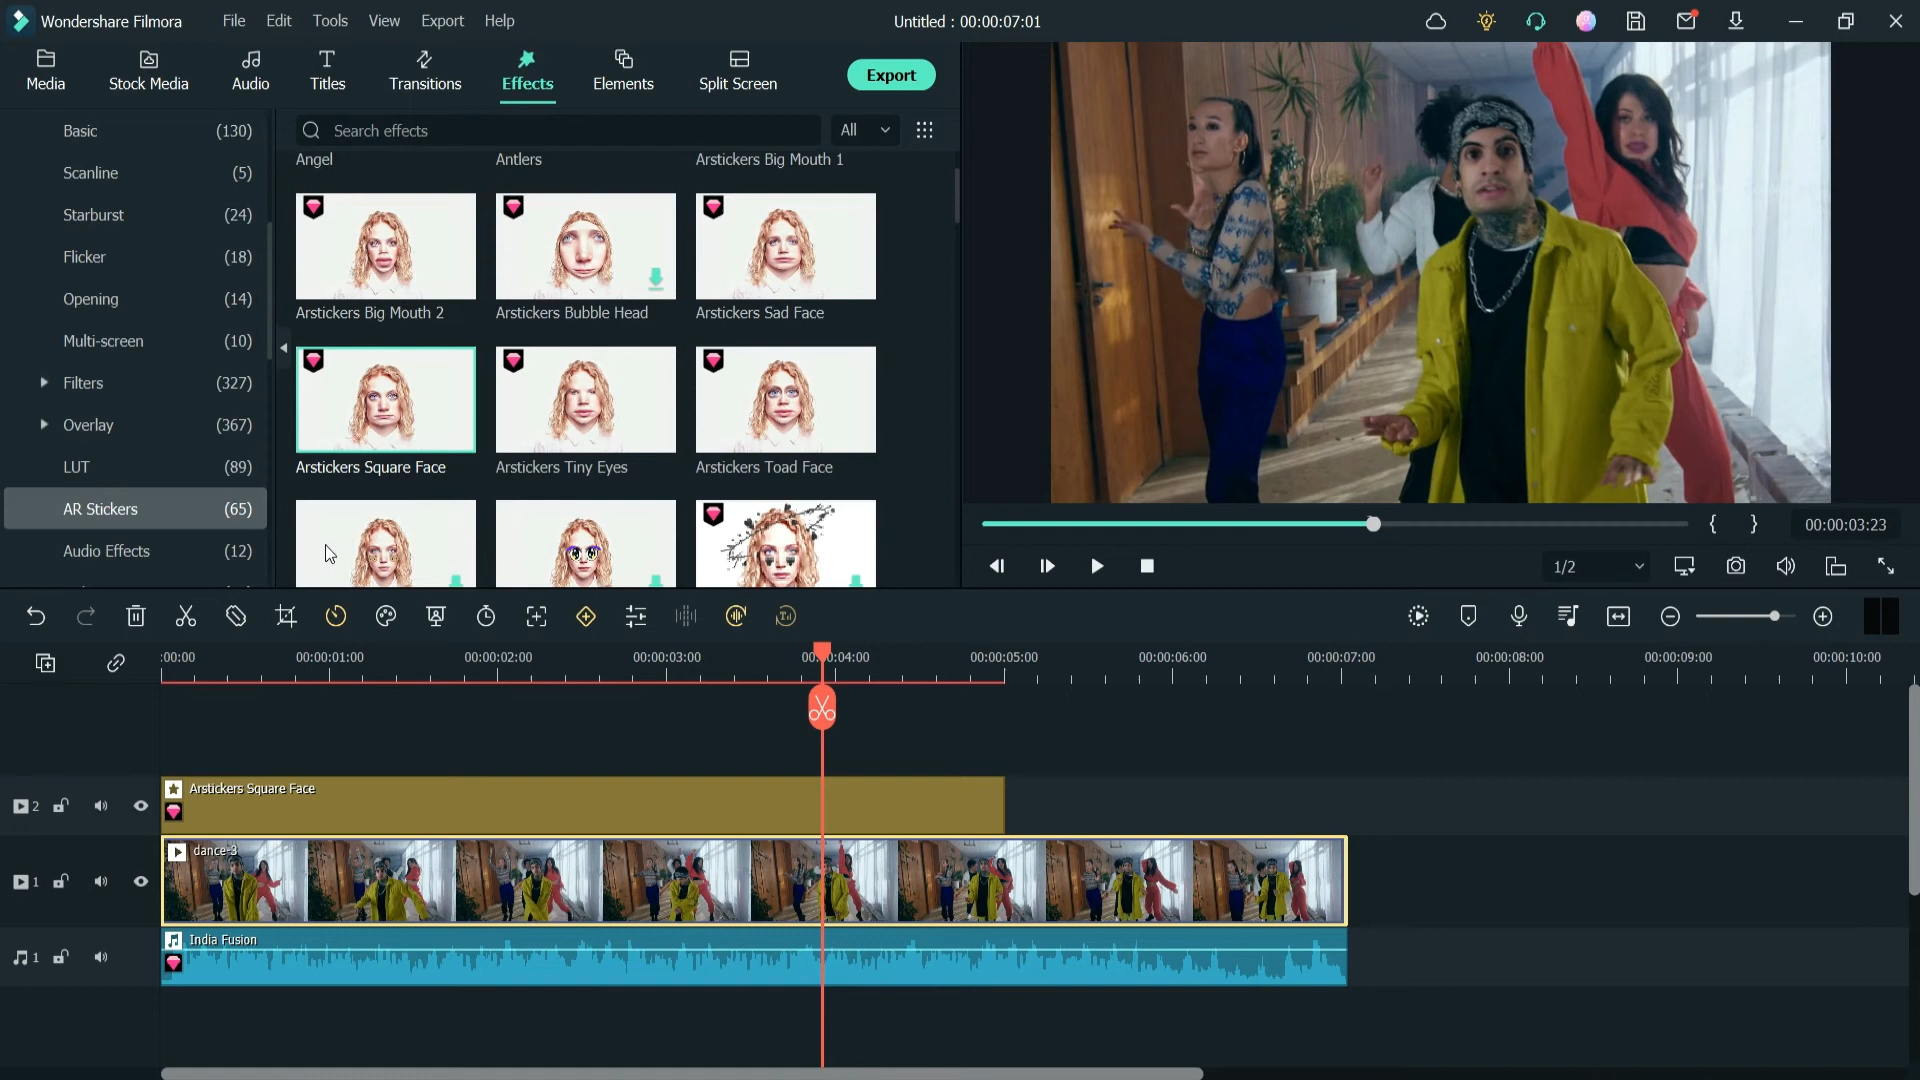 Wondershare Filmora File Edit Tools View Export Help Untitled : 00:00:07:01
Media Stock Media Audio Titles Transitions Effects Elements Split Screen Export
Basic (130)
Scanline (5)
Starburst (24)
Flicker (18)
Opening (14)
Multi-screen (10)
Filters (327)
Overlay (367)
LUT (89)
AR Stickers (65)
Audio Effects (12)
Search effects All
Angel Antlers Arstickers Big Mouth 1
Arstickers Big Mouth 2 Arstickers Bubble Head Arstickers Sad Face
Arstickers Square Face Arstickers Tiny Eyes Arstickers Toad Face
{ } 00:00:03:23
1/2
:00:00 00:00:01:00 00:00:02:00 00:00:03:00 00:00:04:00 00:00:05:00 00:00:06:00 00:00:07:00 00:00:08:00 00:00:09:00 00:00:10:00
2 Arstickers Square Face
dance-3
1
India Fusion
1